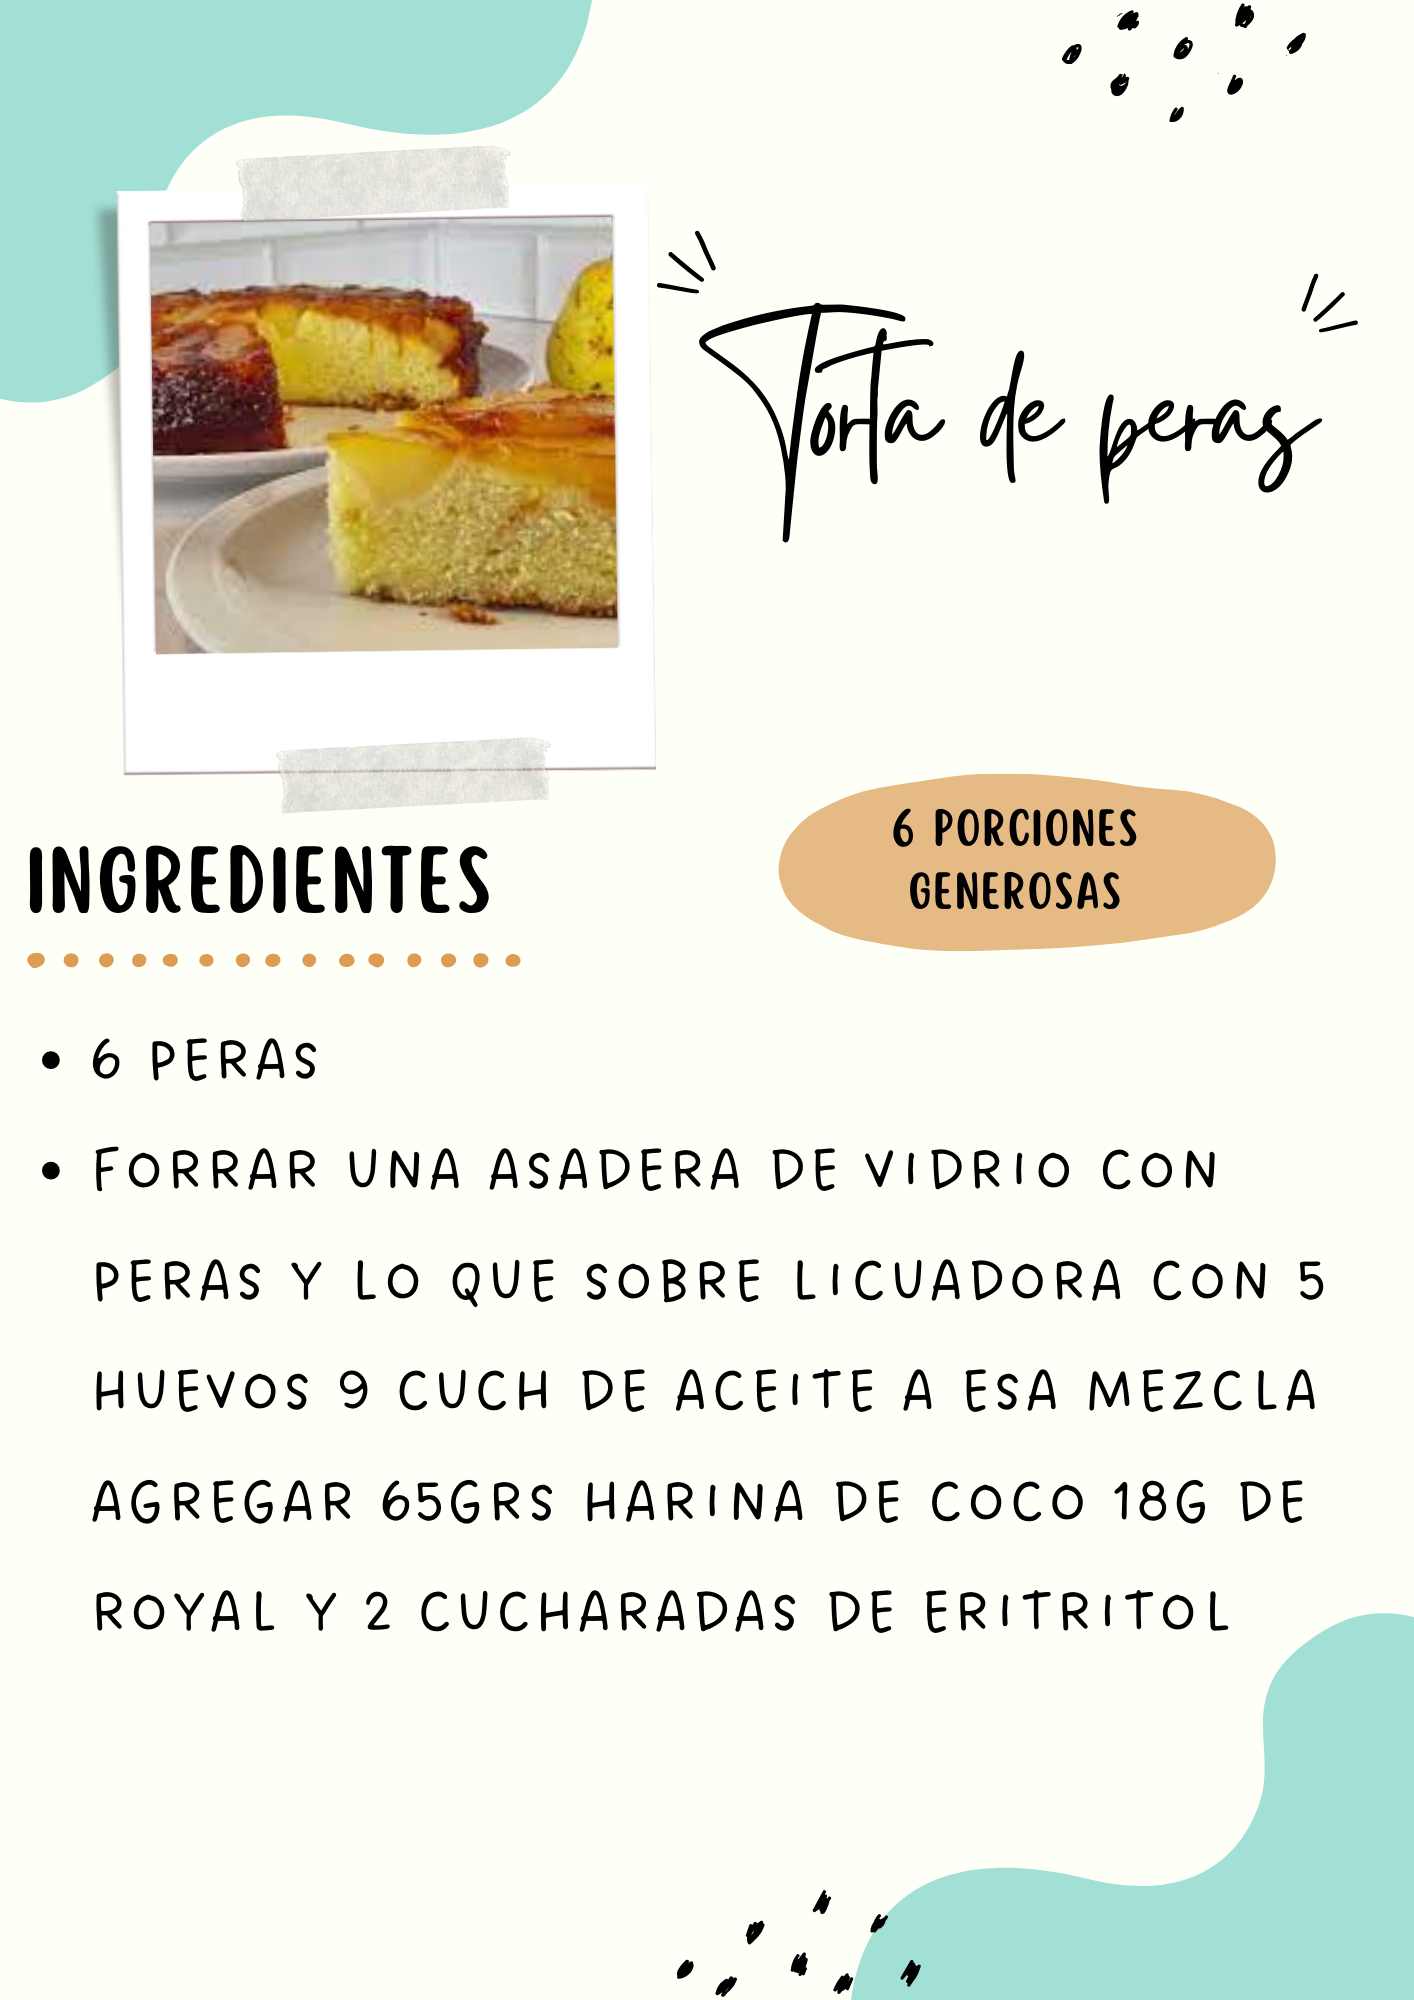 Torta de peras
6 PORCIONES
GENEROSAS
INGREDIENTES
• 6 PERAS
• FORRAR UNA ASADERA DE VIDRIO CON
PERAS Y LO QUE SOBRE LICUADORA CON 5
HUEVOS 9 CUCH DE ACEITE A ESA MEZCLA
AGREGAR 65GRS HARINA DE COCO 18G DE
ROYAL Y 2 CUCHARADAS DE ERITRITOL